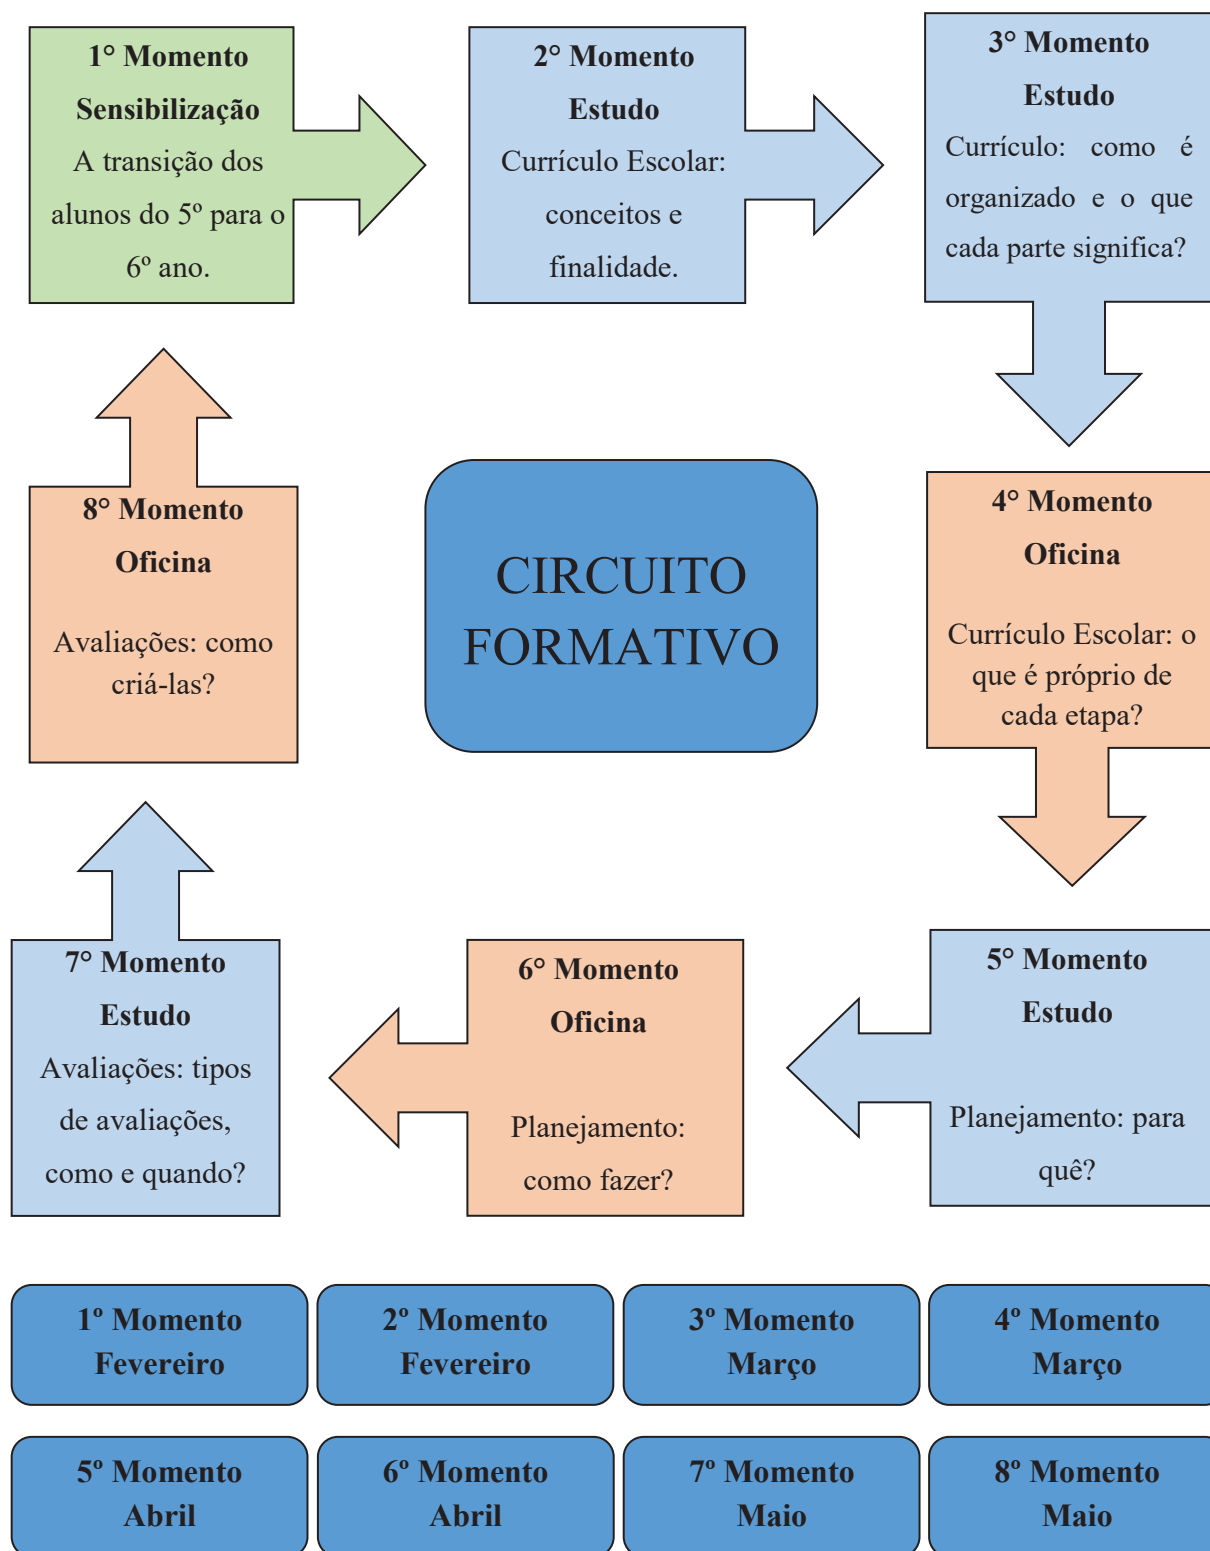 1° Momento
Sensibilização
A transição dos
alunos do 5º para o
6º ano.
2° Momento
Estudo
Currículo Escolar:
conceitos e
finalidade.
3° Momento
Estudo
Currículo: como é
organizado e o que
cada parte significa?
4° Momento
Oficina
Currículo Escolar: o
que é próprio de
cada etapa?
CIRCUITO
FORMATIVO
8° Momento
Oficina
Avaliações: como
criá-las?
7° Momento
Estudo
Avaliações: tipos
de avaliações,
como e quando?
6° Momento
Oficina
Planejamento:
como fazer?
5° Momento
Estudo
Planejamento: para
quê?
1º Momento
Fevereiro
2º Momento
Fevereiro
3º Momento
Março
4º Momento
Março
5º Momento
Abril
6º Momento
Abril
7º Momento
Maio
8º Momento
Maio